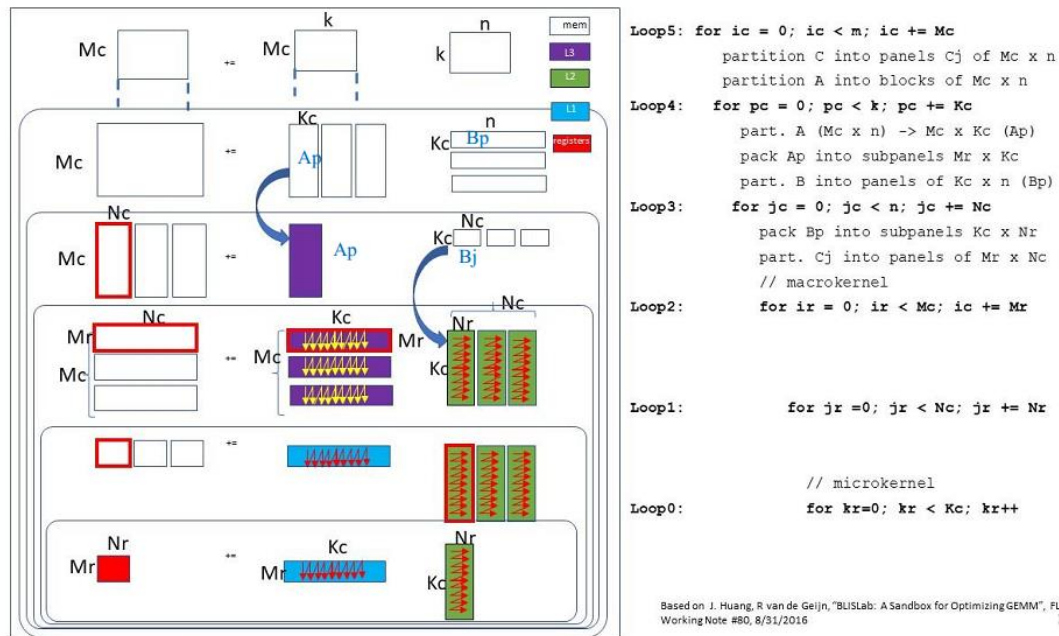 k
n
mem
Mc
+=
Mc
k
L3
L2
L1
registers
n
Kc
Mc
+=
Ap
Kc
Bp
Nc
Nc
Mc
+=
Ap
Kc
Bj
Nc
Mr
Nc
+=
Kc
Mr
Nr
Mc
Mc
Kc
+=
Nr
Kc
Nr
Mr
+=
Mr
Kc
Loop5: for ic = 0; ic < m; ic += Mc
partition C into panels Cj of Mc x n
partition A into blocks of Mc x n
Loop4: for pc = 0; pc < k; pc += Kc
part. A (Mc x n) -> Mc x Kc (Ap)
pack Ap into subpanels Mr x Kc
part. B into panels of Kc x n (Bp)
Loop3: for jc = 0; jc < n; jc += Nc
pack Bp into subpanels Kc x Nr
part. Cj into panels of Mr x Nc
// macrokernel
Loop2: for ir = 0; ir < Mc; ic += Mr
Loop1: for jr =0; jr < Nc; jr += Nr
// microkernel
Loop0: for kr=0; kr < Kc; kr++
Based on J. Huang, R van de Geijn, "BLISLab: A Sandbox for Optimizing GEMM", FL
Working Note #80, 8/31/2016